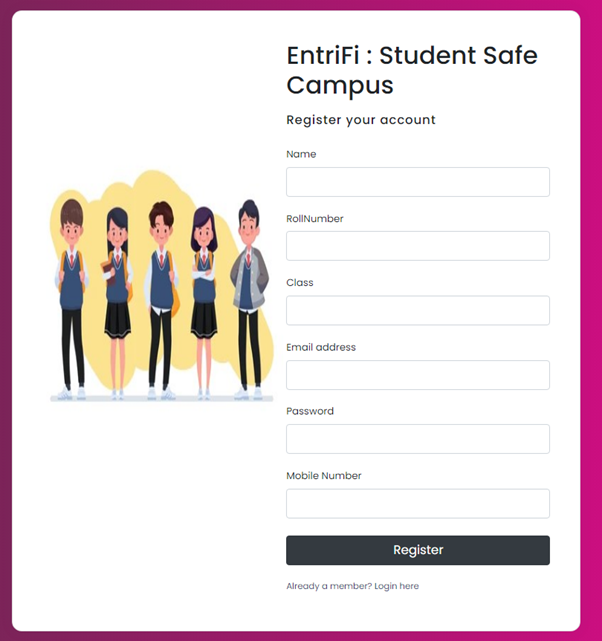 EntriFi : Student Safe
Campus
Register your account
Name
RollNumber
Class
Email address
Password
Mobile Number
Register
Already a member? Login here